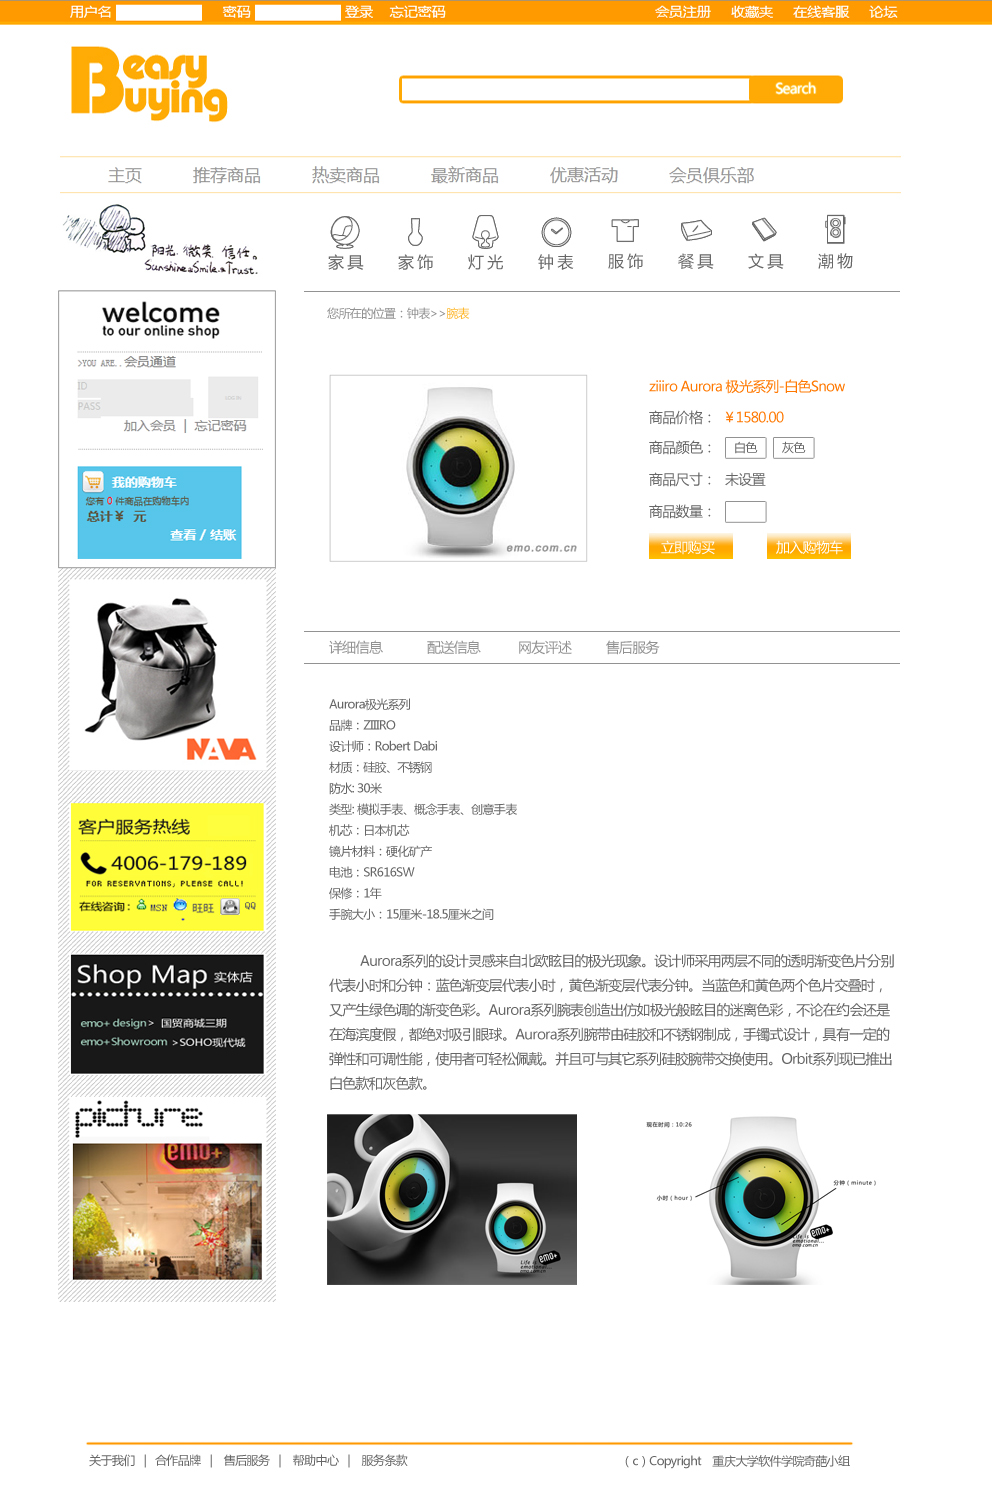 用户名 密码 登录 忘记密码 会员注册 收藏夹 在线客服 论坛
Beasy
Buying
Search
主页 推荐商品 热卖商品 最新商品 优惠活动 会员俱乐部
阳光.微笑.信任。
Sunshine&Smile&Trust.
家具 家饰 灯光 钟表 服饰 餐具 文具 潮物
welcome
to our online shop
>YOU ARE.. 会员通道
ID
PASS
LOG IN
加入会员 | 忘记密码
我的购物车
您有 0 件商品在购物车内
总计¥ 元
查看 / 结账
NAVA
客户服务热线
4006-179-189
FOR RESERVATIONS, PLEASE CALL!
在线咨询: MSN 旺旺 QQ
Shop Map 实体店
emo+ design > 国贸商城三期
emo+Showroom >SOHO现代城
picture
emo+
您所在的位置：钟表>>腕表
emo.com.cn
ziiiro Aurora 极光系列-白色Snow
商品价格： ¥1580.00
商品颜色： 白色 灰色
商品尺寸： 未设置
商品数量：
立即购买 加入购物车
详细信息 配送信息 网友评述 售后服务
Aurora极光系列
品牌：ZIIIRO
设计师：Robert Dabi
材质：硅胶、不锈钢
防水: 30米
类型: 模拟手表、概念手表、创意手表
机芯：日本机芯
镜片材料：硬化矿产
电池：SR616SW
保修：1年
手腕大小：15厘米-18.5厘米之间
Aurora系列的设计灵感来自北欧眩目的极光现象。设计师采用两层不同的透明渐变色片分别
代表小时和分钟：蓝色渐变层代表小时，黄色渐变层代表分钟。当蓝色和黄色两个色片交叠时，
又产生绿色调的渐变色彩。Aurora系列腕表创造出仿如极光般眩目的迷离色彩，不论在约会还是
在海滨度假，都绝对吸引眼球。Aurora系列腕带由硅胶和不锈钢制成，手镯式设计，具有一定的
弹性和可调性能，使用者可轻松佩戴。并且可与其它系列硅胶腕带交换使用。Orbit系列现已推出
白色款和灰色款。
Life is
emotional...
emo.com.cn
emo+
现在时间：10:26
小时 ( hour )
分钟 ( minute )
Life is
emotional...
emo.com.cn
emo+
关于我们 | 合作品牌 | 售后服务 | 帮助中心 | 服务条款
( c ) Copyright 重庆大学软件学院奇葩小组